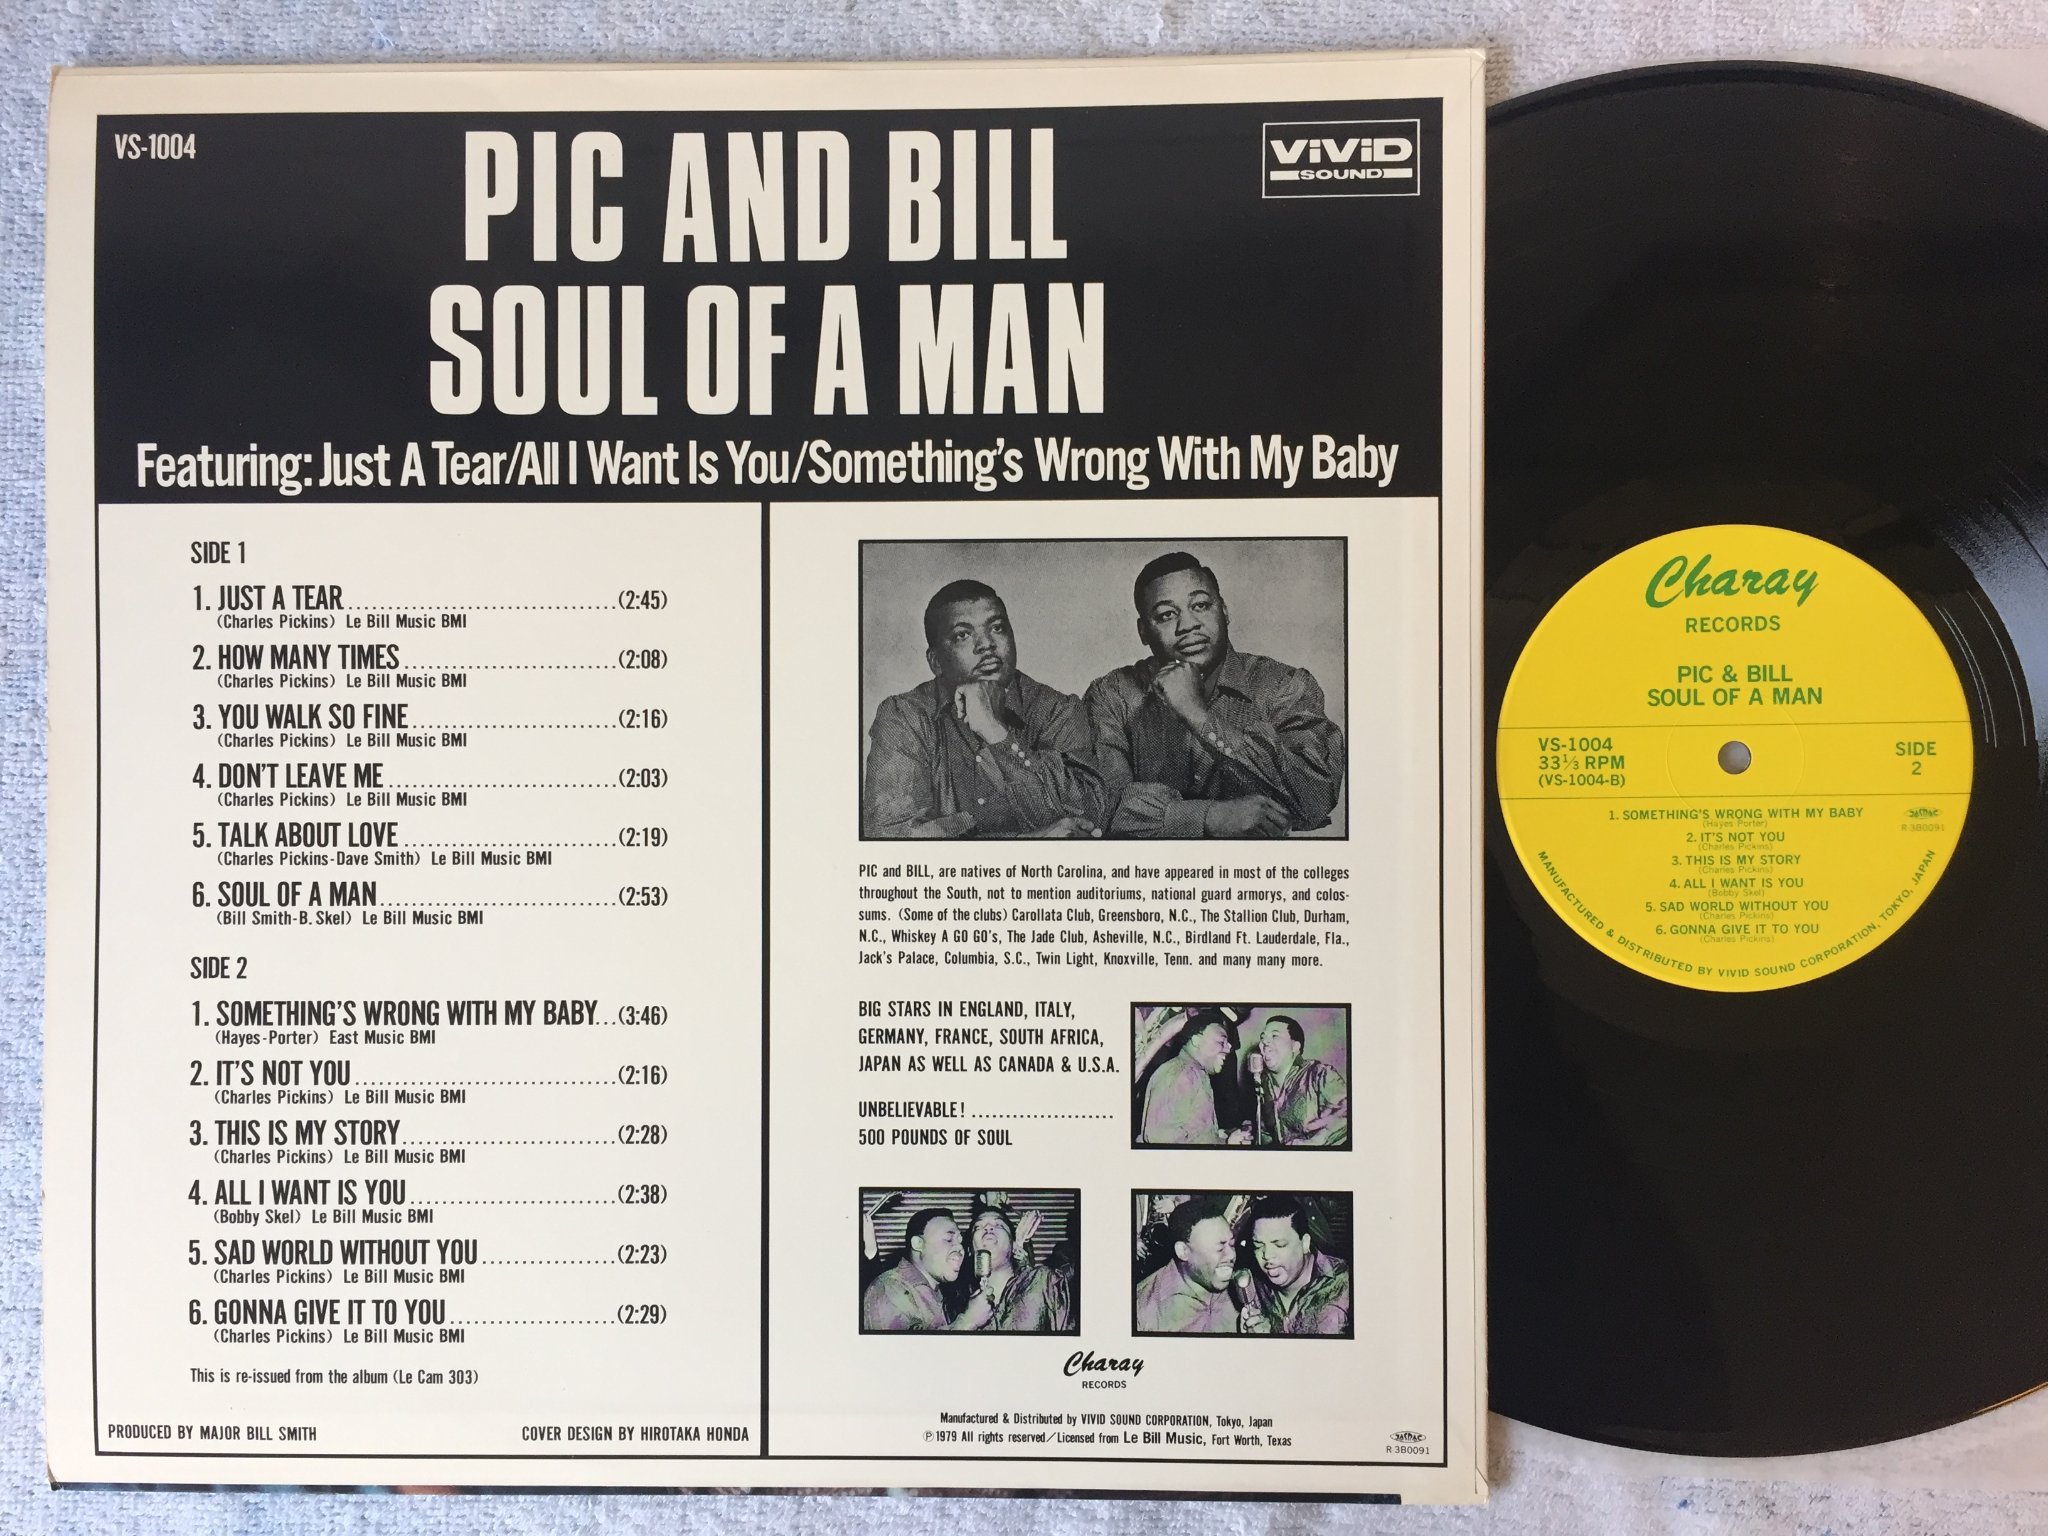 VS-1004
PIC AND BILL
ViViD
SOUND
SOUL OF A MAN
Featuring: Just A Tear/All I Want Is You/Something's Wrong With My Baby
SIDE 1
1. JUST A TEAR..............................(2:45)
(Charles Pickins) Le Bill Music BMI
2. HOW MANY TIMES........................(2:08)
(Charles Pickins) Le Bill Music BMI
3. YOU WALK SO FINE.......................(2:16)
(Charles Pickins) Le Bill Music BMI
4. DON'T LEAVE ME..........................(2:03)
(Charles Pickins) Le Bill Music BMI
5. TALK ABOUT LOVE........................(2:19)
(Charles Pickins-Dave Smith) Le Bill Music BMI
6. SOUL OF A MAN...........................(2:53)
(Bill Smith-B. Skel) Le Bill Music BMI
SIDE 2
1. SOMETHING'S WRONG WITH MY BABY...(3:46)
(Hayes-Porter) East Music BMI
2. IT'S NOT YOU.............................(2:16)
(Charles Pickins) Le Bill Music BMI
3. THIS IS MY STORY........................(2:28)
(Charles Pickins) Le Bill Music BMI
4. ALL I WANT IS YOU.......................(2:38)
(Bobby Skel) Le Bill Music BMI
5. SAD WORLD WITHOUT YOU...............(2:23)
(Charles Pickins) Le Bill Music BMI
6. GONNA GIVE IT TO YOU...................(2:29)
(Charles Pickins) Le Bill Music BMI
This is re-issued from the album (Le Cam 303)
PRODUCED BY MAJOR BILL SMITH
COVER DESIGN BY HIROTAKA HONDA
PIC and BILL, are natives of North Carolina, and have appeared in most of the colleges
throughout the South, not to mention auditoriums, national guard armorys, and colos-
sums. (Some of the clubs) Carollata Club, Greensboro, N.C., The Stallion Club, Durham,
N.C., Whiskey A GO GO's, The Jade Club, Asheville, N.C., Birdland Ft. Lauderdale, Fla.,
Jack's Palace, Columbia, S.C., Twin Light, Knoxville, Tenn. and many many more.
BIG STARS IN ENGLAND, ITALY,
GERMANY, FRANCE, SOUTH AFRICA,
JAPAN AS WELL AS CANADA & U.S.A.
UNBELIEVABLE!.....................
500 POUNDS OF SOUL
Charay
RECORDS
Manufactured & Distributed by VIVID SOUND CORPORATION, Tokyo, Japan
Ⓟ1979 All rights reserved/Licensed from Le Bill Music, Fort Worth, Texas
JASRAC
R 3B0091
Charay
RECORDS
PIC & BILL
SOUL OF A MAN
VS-1004
33⅓ RPM
(VS-1004-B)
SIDE
2
1. SOMETHING'S WRONG WITH MY BABY
(Hayes Porter)
2. IT'S NOT YOU
(Charles Pickins)
3. THIS IS MY STORY
(Charles Pickins)
4. ALL I WANT IS YOU
(Bobby Skel)
5. SAD WORLD WITHOUT YOU
(Charles Pickins)
6. GONNA GIVE IT TO YOU
(Charles Pickins)
JASRAC
R-3B0091
MANUFACTURED & DISTRIBUTED BY VIVID SOUND CORPORATION, TOKYO, JAPAN